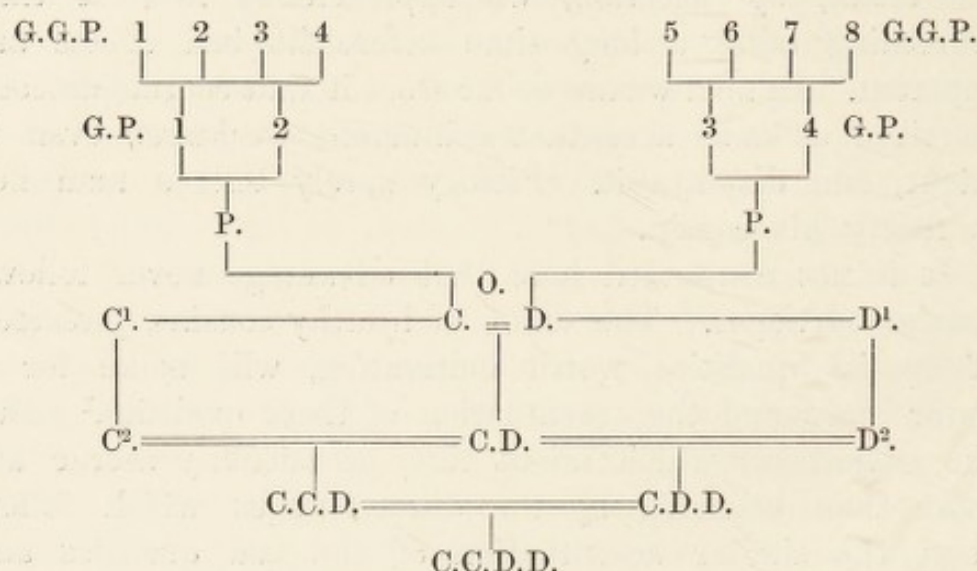 G.G.P. 1 2 3 4 5 6 7 8 G.G.P.
G.P. 1 2 3 4 G.P.
P. P.
O.
C¹. C. = D. D¹.
C². C.D. D².
C.C.D. C.D.D.
C.C.D.D.